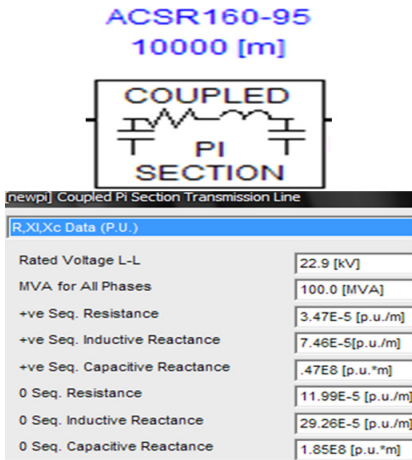 ACSR160-95
10000 [m]
COUPLED
PI
SECTION
[newpi] Coupled Pi Section Transmission Line
R,Xl,Xc Data (P.U.)
Rated Voltage L-L 22.9 [kV]
MVA for All Phases 100.0 [MVA]
+ve Seq. Resistance 3.47E-5 [p.u./m]
+ve Seq. Inductive Reactance 7.46E-5[p.u./m]
+ve Seq. Capacitive Reactance .47E8 [p.u.*m]
0 Seq. Resistance 11.99E-5 [p.u./m]
0 Seq. Inductive Reactance 29.26E-5 [p.u./m]
0 Seq. Capacitive Reactance 1.85E8 [p.u.*m]